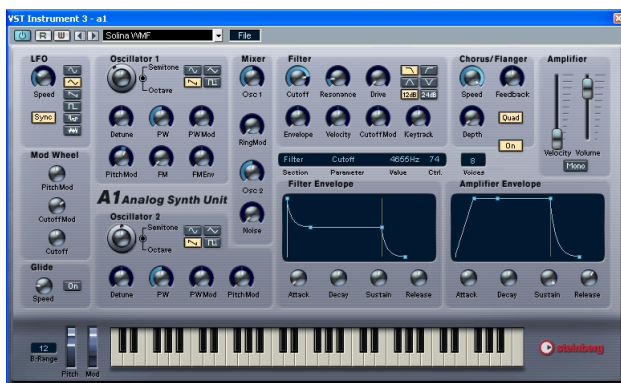 VST Instrument 3 - a1
R W Solina WMF File
LFO
Speed
Sync
Mod Wheel
PitchMod
CutoffMod
Cutoff
Glide
Speed On
Oscillator 1
Semitone
Octave
Detune PW PWMod
PitchMod FM FMEnv
A1 Analog Synth Unit
Oscillator 2
Semitone
Octave
Detune PW PWMod PitchMod
Mixer
Osc 1
RingMod
Osc 2
Noise
Filter
12dB 24dB
Cutoff Resonance Drive
Envelope Velocity CutoffMod Keytrack
Filter Cutoff 4655Hz 74
Section Parameter Value Ctrl.
Chorus/Flanger
Speed Feedback
Quad
Depth
On
8
Voices
Amplifier
Velocity Volume
Mono
Filter Envelope
Attack Decay Sustain Release
Amplifier Envelope
Attack Decay Sustain Release
12
B.Range
Pitch Mod
steinberg